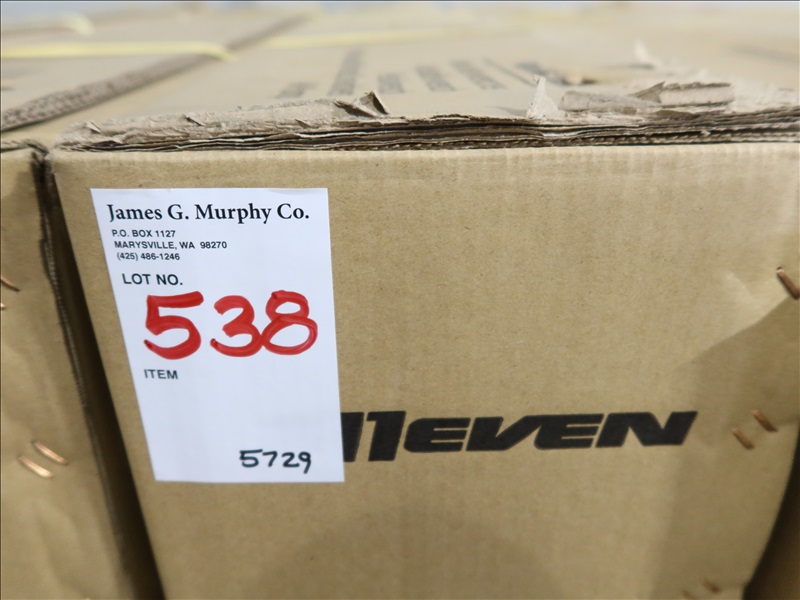 James G. Murphy Co.
P.O. BOX 1127
MARYSVILLE, WA 98270
(425) 486-1246
LOT NO.
538
ITEM
5729
11EVEN